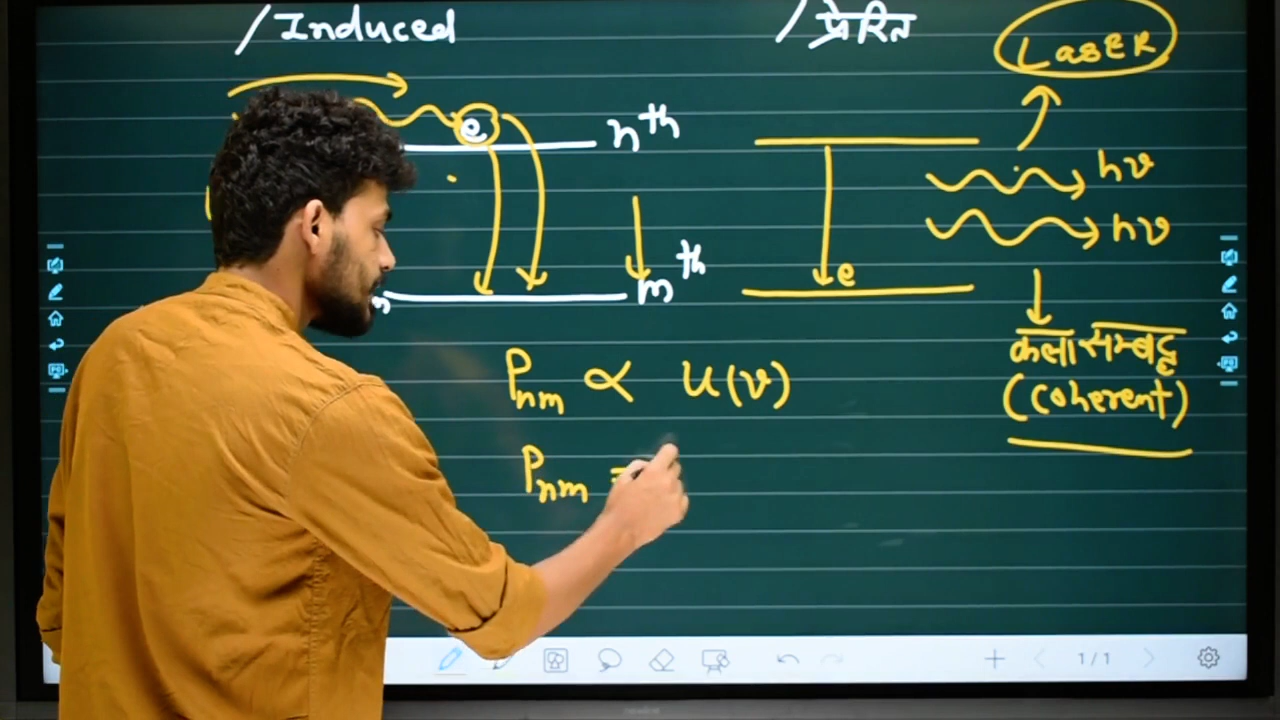 /Induced /प्रेरित
LASER
e nth
hν
hν
mth
e
Pnm ∝ u(ν)
कला सम्बद्ध
(Coherent)
Pnm =
1/1